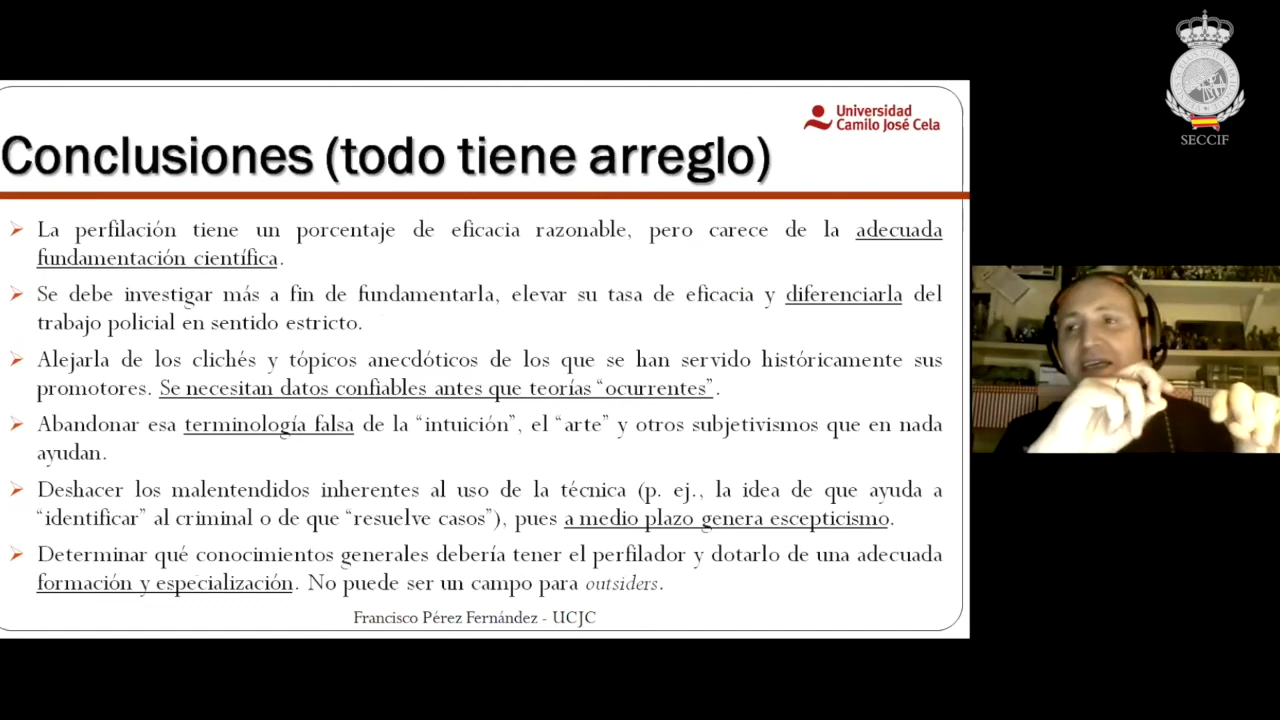 Universidad
Camilo José Cela
SECCIF
Conclusiones (todo tiene arreglo)
La perfilación tiene un porcentaje de eficacia razonable, pero carece de la adecuada
fundamentación científica.
Se debe investigar más a fin de fundamentarla, elevar su tasa de eficacia y diferenciarla del
trabajo policial en sentido estricto.
Alejarla de los clichés y tópicos anecdóticos de los que se han servido históricamente sus
promotores. Se necesitan datos confiables antes que teorías “ocurrentes”.
Abandonar esa terminología falsa de la “intuición”, el “arte” y otros subjetivismos que en nada
ayudan.
Deshacer los malentendidos inherentes al uso de la técnica (p. ej., la idea de que ayuda a
“identificar” al criminal o de que “resuelve casos”), pues a medio plazo genera escepticismo.
Determinar qué conocimientos generales debería tener el perfilador y dotarlo de una adecuada
formación y especialización. No puede ser un campo para outsiders.
Francisco Pérez Fernández - UCJC